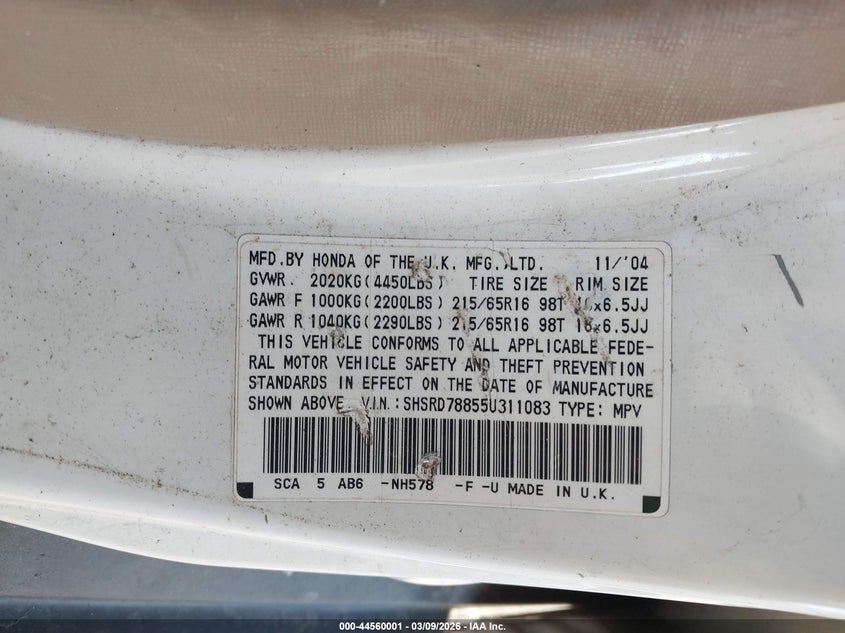 MFD.BY HONDA OF THE U.K. MFG.,LTD. 11/'04
GVWR. 2020KG(4450LBS) TIRE SIZE RIM SIZE
GAWR F 1000KG(2200LBS) 215/65R16 98T 16x6.5JJ
GAWR R 1040KG(2290LBS) 215/65R16 98T 16x6.5JJ
THIS VEHICLE CONFORMS TO ALL APPLICABLE FEDE-
RAL MOTOR VEHICLE SAFETY AND THEFT PREVENTION
STANDARDS IN EFFECT ON THE DATE OF MANUFACTURE
SHOWN ABOVE. V.I.N.: SHSRD78855U311083 TYPE: MPV
SCA 5 AB6 -NH578 -F -U MADE IN U.K.
000-44560001 | 03/09/2026 - IAA Inc.